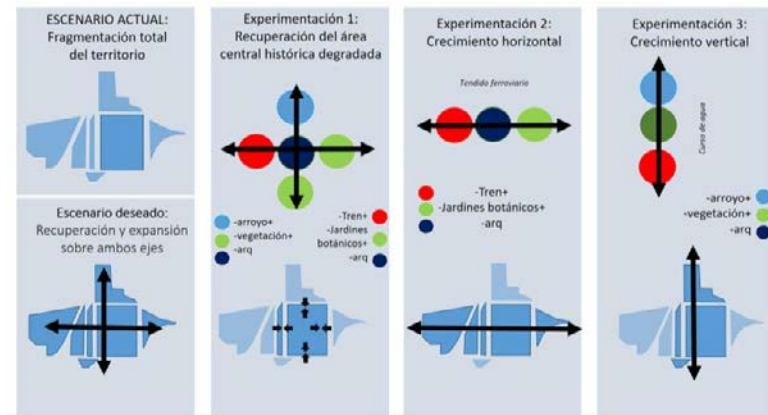 ESCENARIO ACTUAL:
Fragmentación total
del territorio
Escenario deseado:
Recuperación y expansión
sobre ambos ejes
Experimentación 1:
Recuperación del área
central histórica degradada
-arroyo+
-vegetación+
-arq
-Tren+
-Jardines
botánicos+
-arq
Experimentación 2:
Crecimiento horizontal
Tendido ferroviario
-Tren+
-Jardines botánicos+
-arq
Experimentación 3:
Crecimiento vertical
Curso de agua
-arroyo+
-vegetación+
-arq